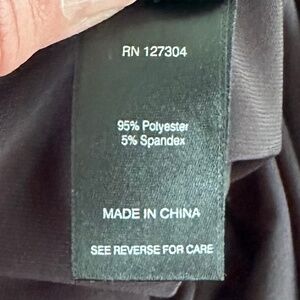 RN 127304
95% Polyester
5% Spandex
MADE IN CHINA
SEE REVERSE FOR CARE